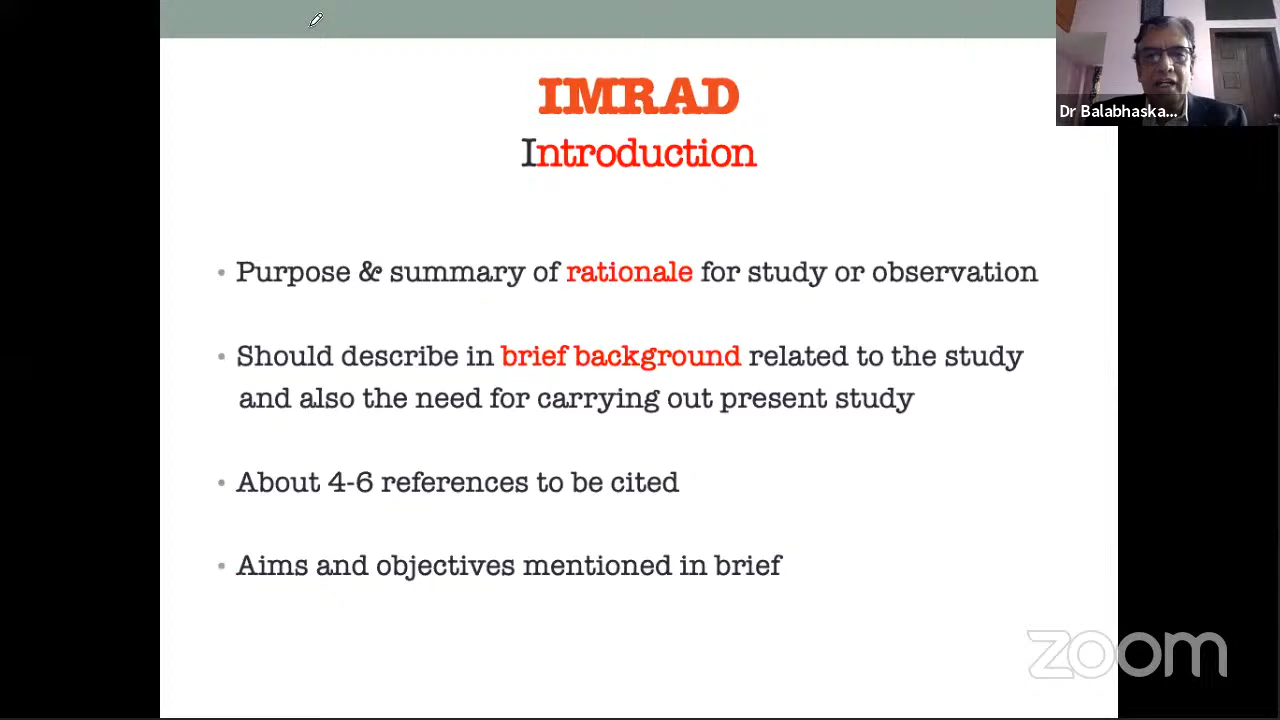 IMRAD
Introduction
• Purpose & summary of rationale for study or observation
• Should describe in brief background related to the study
and also the need for carrying out present study
• About 4-6 references to be cited
• Aims and objectives mentioned in brief
Dr Balabhaska...
zoom